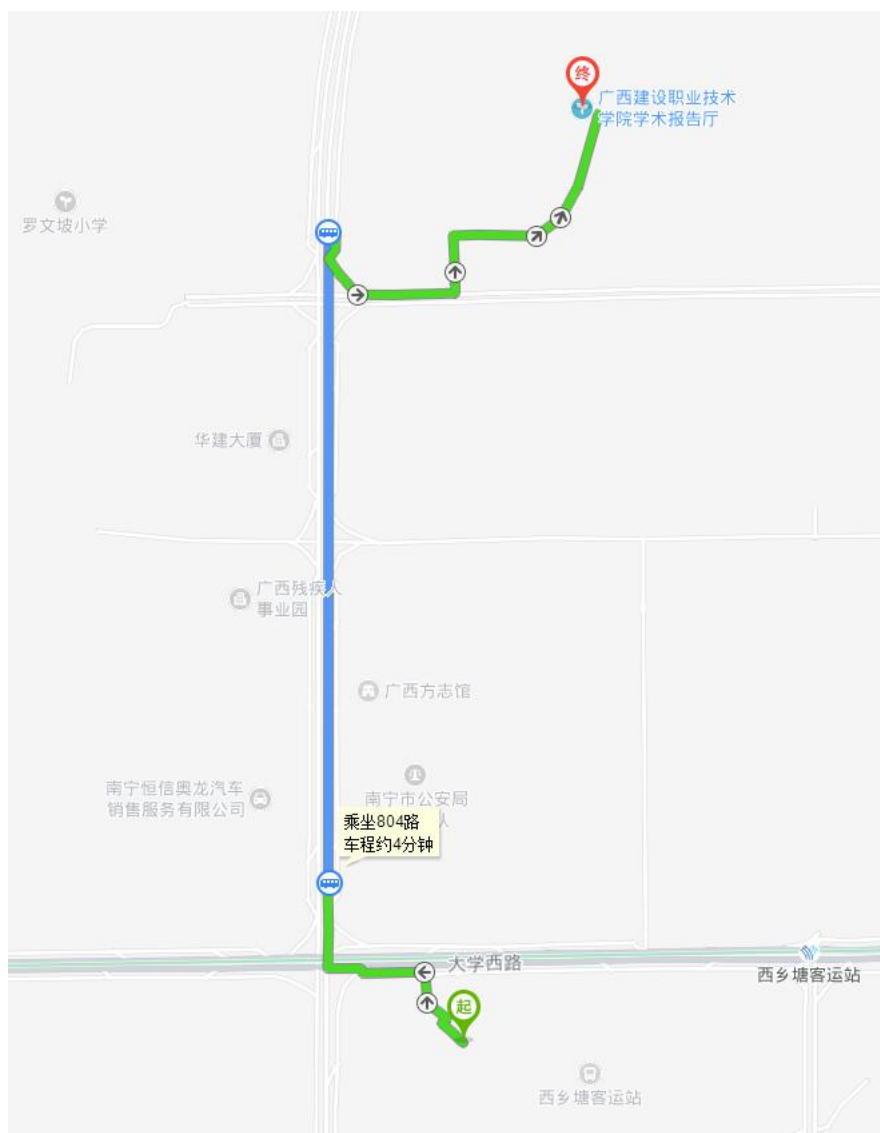 终
广西建设职业技术
学院学术报告厅
罗文坡小学
华建大厦
广西残疾人
事业园
广西方志馆
南宁恒信奥龙汽车
销售服务有限公司
南宁市公安局
人
乘坐804路
车程约4分钟
大学西路
西乡塘客运站
起
西乡塘客运站